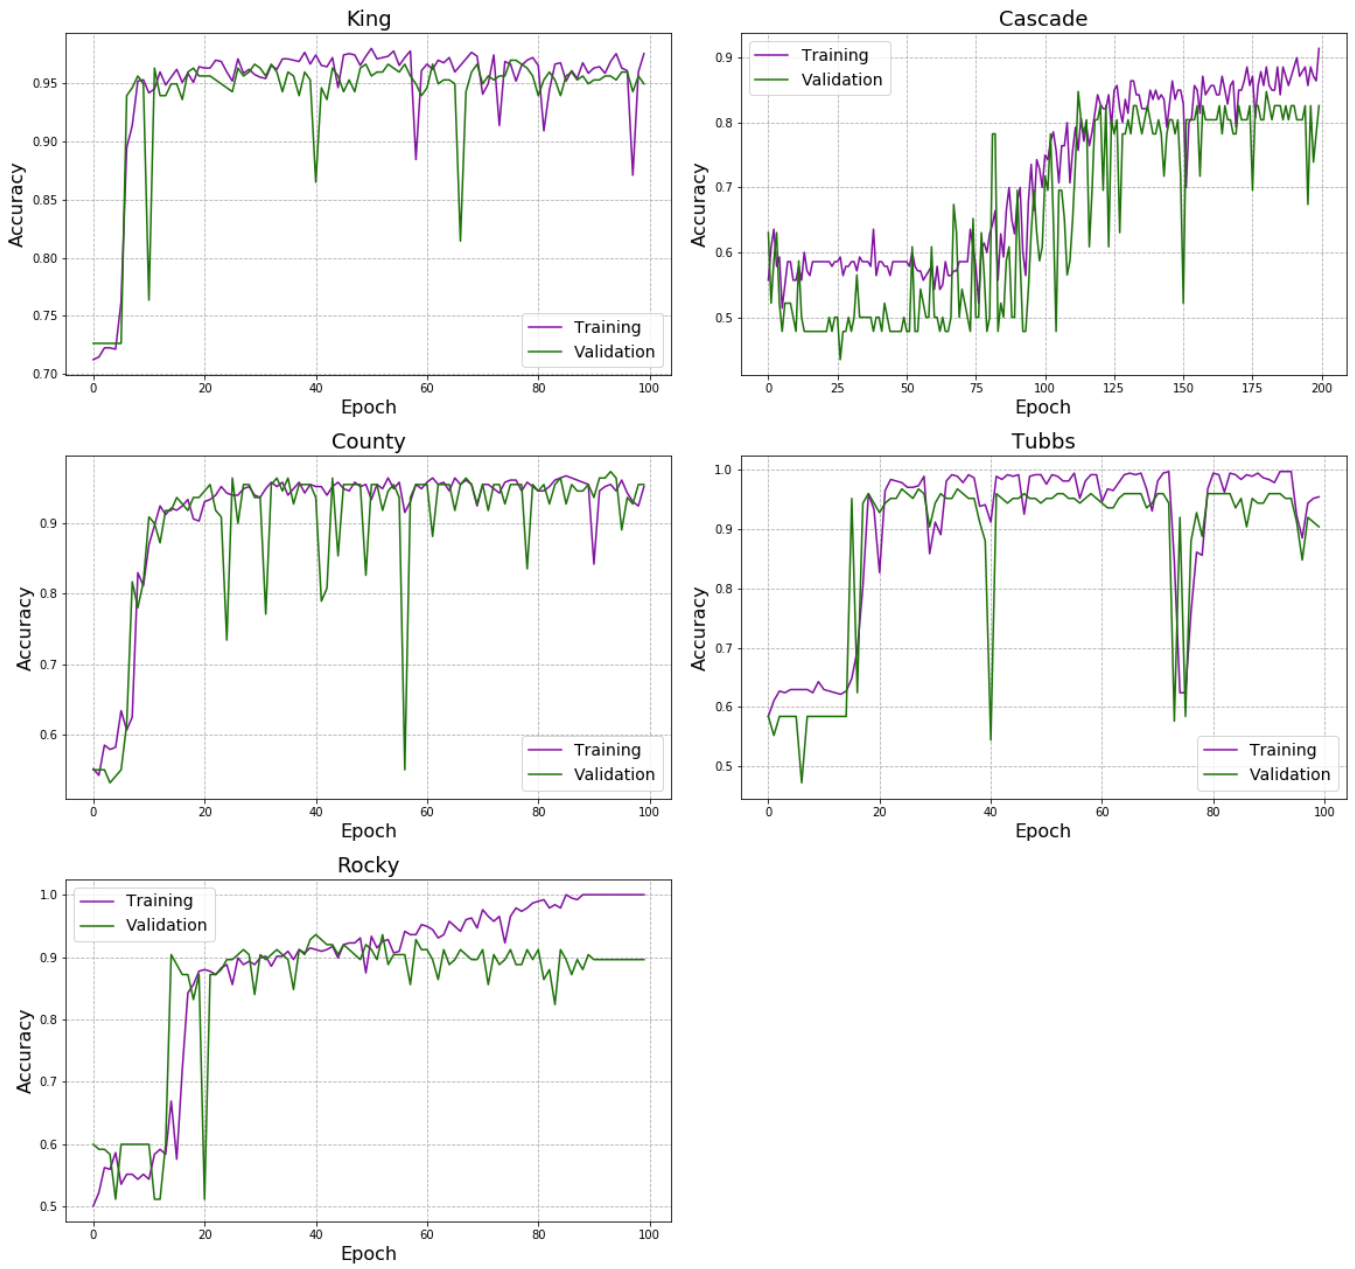 King
Accuracy
0.95
0.90
0.85
0.80
0.75
0.70
0 20 40 60 80 100
Epoch
Training
Validation
Cascade
Accuracy
0.9
0.8
0.7
0.6
0.5
0 25 50 75 100 125 150 175 200
Epoch
Training
Validation
County
Accuracy
0.9
0.8
0.7
0.6
0 20 40 60 80 100
Epoch
Training
Validation
Tubbs
Accuracy
1.0
0.9
0.8
0.7
0.6
0.5
0 20 40 60 80 100
Epoch
Training
Validation
Rocky
Accuracy
1.0
0.9
0.8
0.7
0.6
0.5
0 20 40 60 80 100
Epoch
Training
Validation